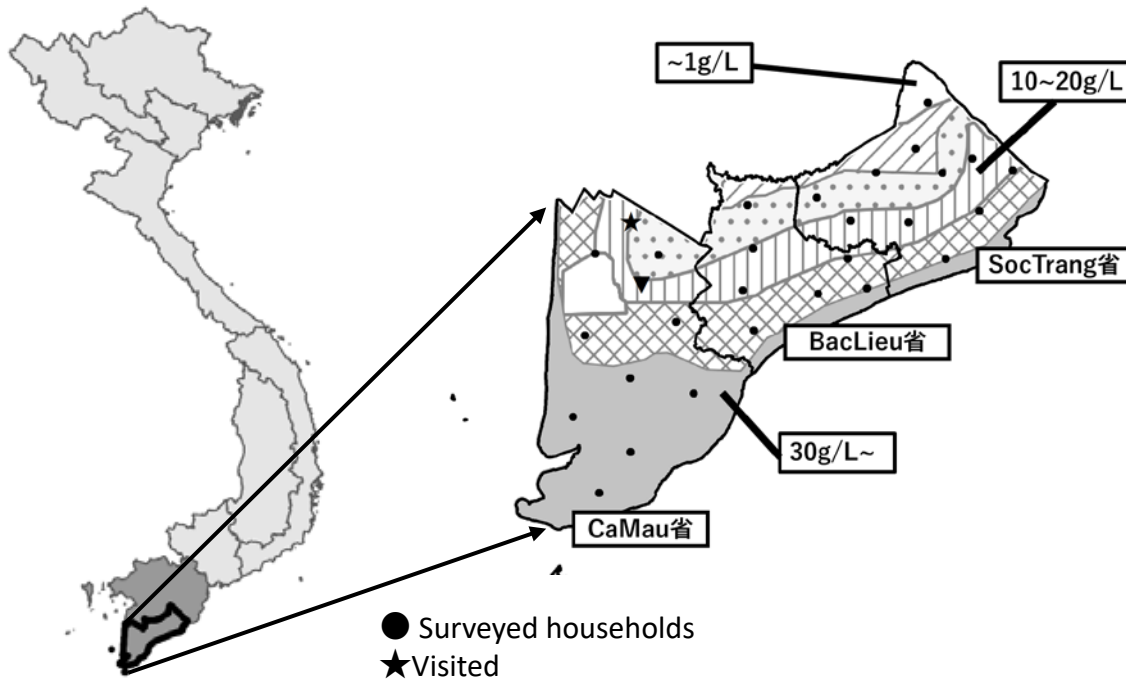 ~1g/L
10~20g/L
SocTrang省
BacLieu省
30g/L~
CaMau省
● Surveyed households
★Visited